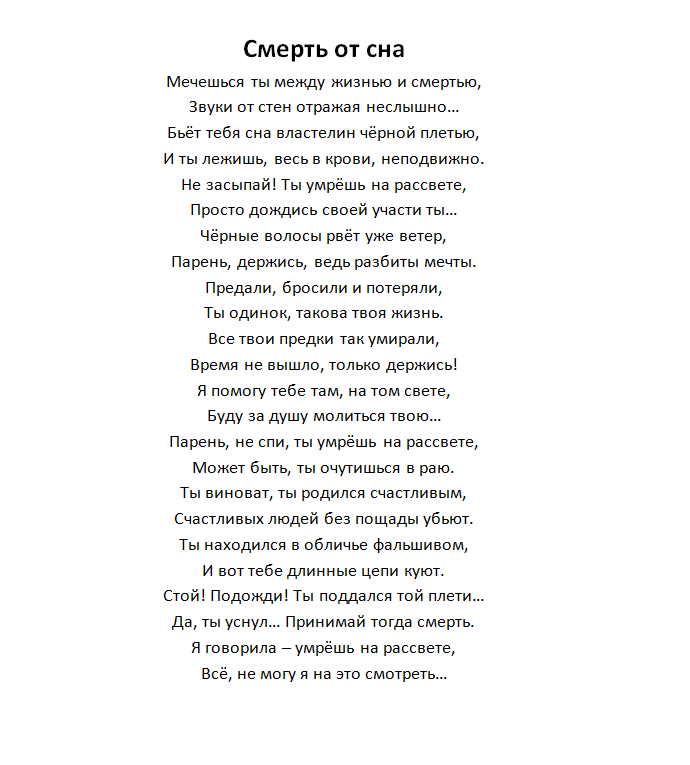 Смерть от сна
Мечешься ты между жизнью и смертью,
Звуки от стен отражая неслышно...
Бьёт тебя сна властелин чёрной плетью,
И ты лежишь, весь в крови, неподвижно.
Не засыпай! Ты умрёшь на рассвете,
Просто дождись своей участи ты...
Чёрные волосы рвёт уже ветер,
Парень, держись, ведь разбиты мечты.
Предали, бросили и потеряли,
Ты одинок, такова твоя жизнь.
Все твои предки так умирали,
Время не вышло, только держись!
Я помогу тебе там, на том свете,
Буду за душу молиться твою...
Парень, не спи, ты умрёшь на рассвете,
Может быть, ты очутишься в раю.
Ты виноват, ты родился счастливым,
Счастливых людей без пощады убьют.
Ты находился в обличье фальшивом,
И вот тебе длинные цепи куют.
Стой! Подожди! Ты поддался той плети...
Да, ты уснул... Принимай тогда смерть.
Я говорила – умрёшь на рассвете,
Всё, не могу я на это смотреть...